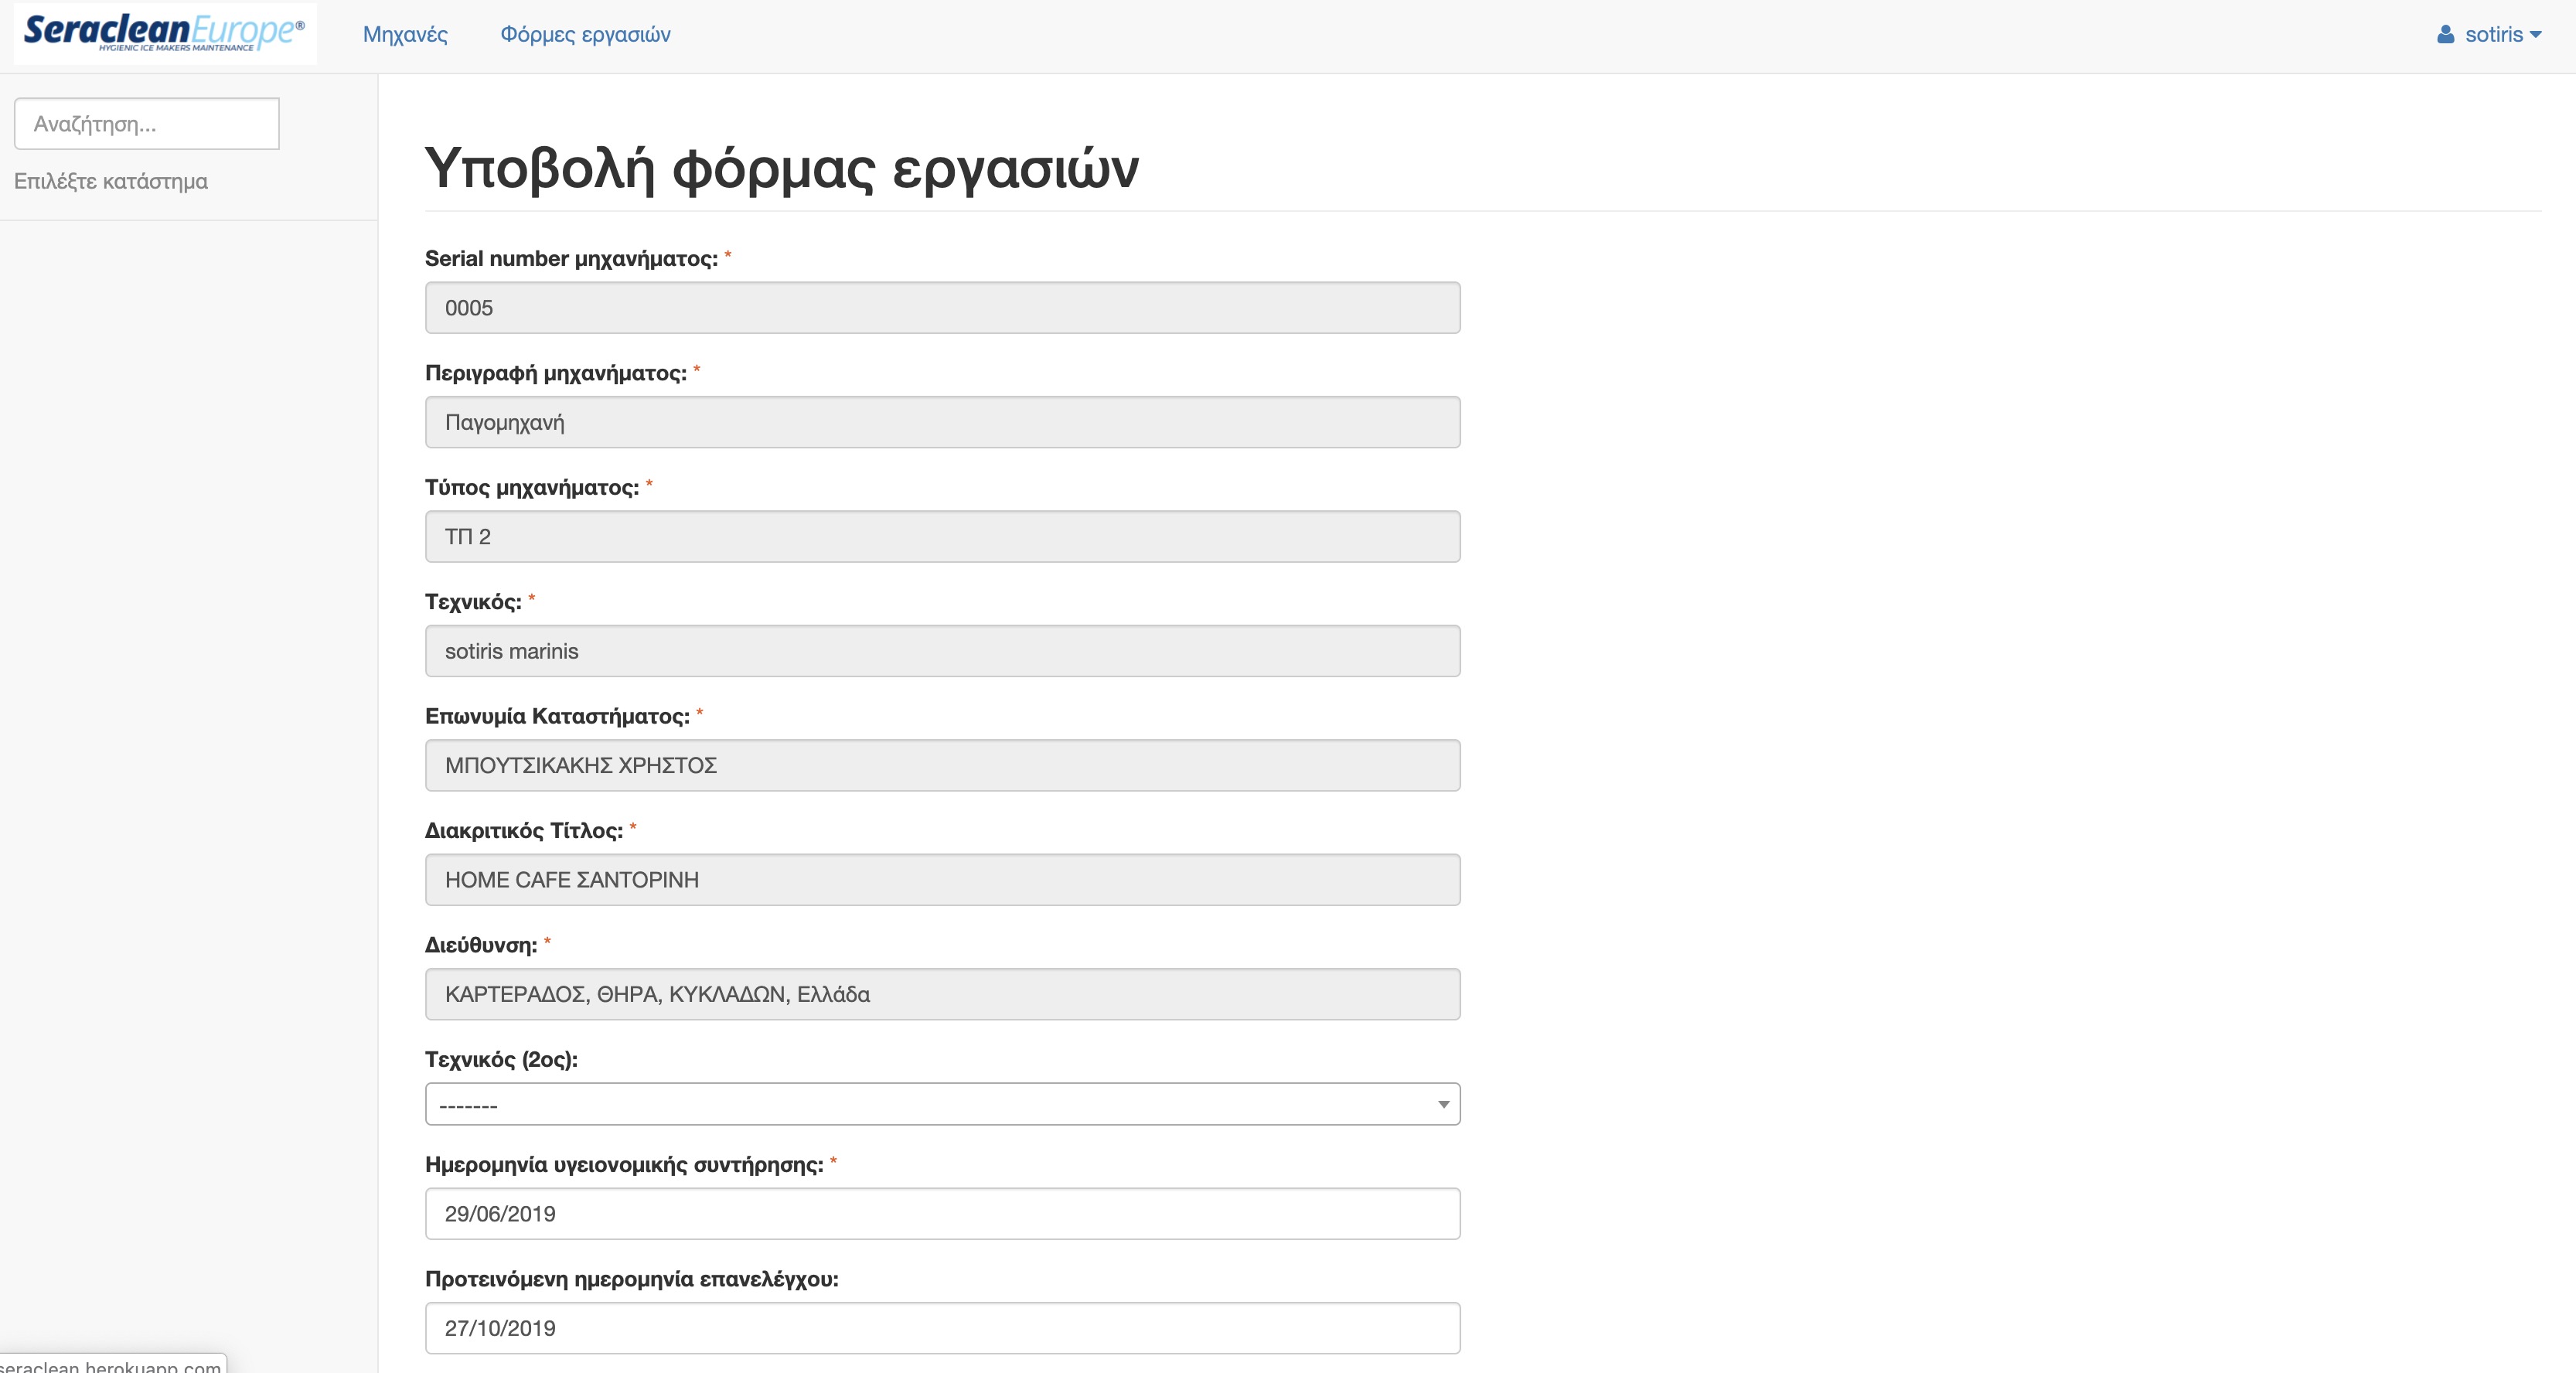 SeracleanEurope®
HYGIENIC ICE MAKERS MAINTENANCE
Μηχανές
Φόρμες εργασιών
sotiris
Αναζήτηση...
Επιλέξτε κατάστημα
Υποβολή φόρμας εργασιών
Serial number μηχανήματος: *
0005
Περιγραφή μηχανήματος: *
Παγομηχανή
Τύπος μηχανήματος: *
ΤΠ 2
Τεχνικός: *
sotiris marinis
Επωνυμία Καταστήματος: *
ΜΠΟΥΤΣΙΚΑΚΗΣ ΧΡΗΣΤΟΣ
Διακριτικός Τίτλος: *
HOME CAFE ΣΑΝΤΟΡΙΝΗ
Διεύθυνση: *
ΚΑΡΤΕΡΑΔΟΣ, ΘΗΡΑ, ΚΥΚΛΑΔΩΝ, Ελλάδα
Τεχνικός (2ος):
-------
Ημερομηνία υγειονομικής συντήρησης: *
29/06/2019
Προτεινόμενη ημερομηνία επανελέγχου:
27/10/2019
seraclean.herokuapp.com